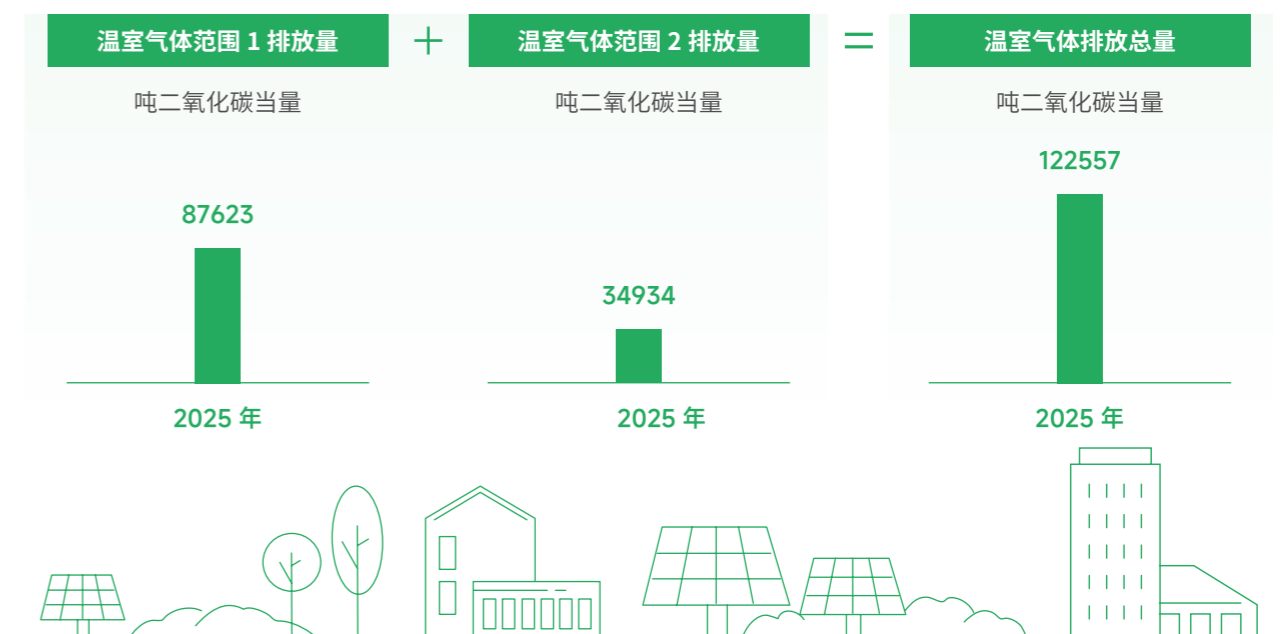 温室气体范围 1 排放量
+
温室气体范围 2 排放量
=
温室气体排放总量
吨二氧化碳当量
吨二氧化碳当量
吨二氧化碳当量
87623
34934
122557
2025 年
2025 年
2025 年